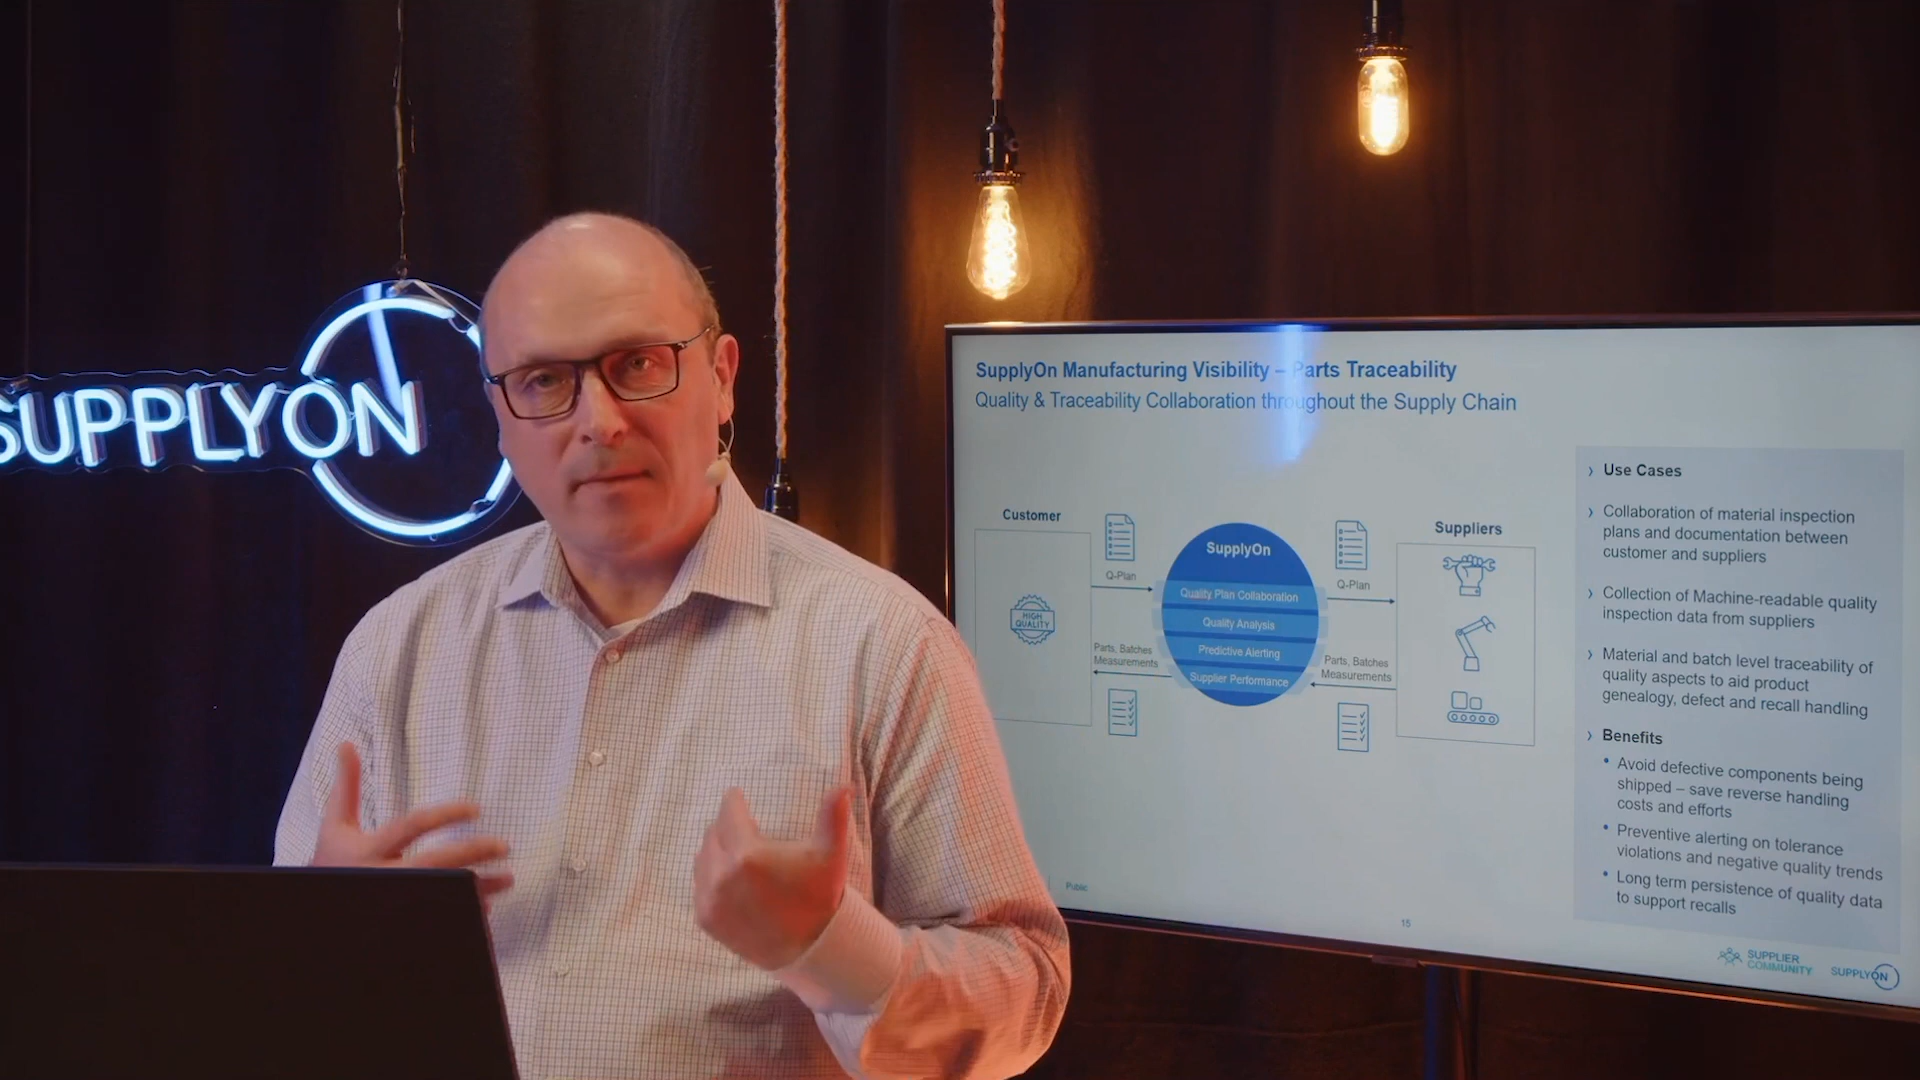 SUPPLYON
SupplyOn Manufacturing Visibility – Parts Traceability
Quality & Traceability Collaboration throughout the Supply Chain
Customer
HIGH
QUALITY
Q-Plan
Parts, Batches
Measurements
SupplyOn
Quality Plan Collaboration
Quality Analysis
Predictive Alerting
Supplier Performance
Q-Plan
Parts, Batches
Measurements
Suppliers
› Use Cases
› Collaboration of material inspection
plans and documentation between
customer and suppliers
› Collection of Machine-readable quality
inspection data from suppliers
› Material and batch level traceability of
quality aspects to aid product
genealogy, defect and recall handling
› Benefits
• Avoid defective components being
shipped – save reverse handling
costs and efforts
• Preventive alerting on tolerance
violations and negative quality trends
• Long term persistence of quality data
to support recalls
Public
15
SUPPLIER
COMMUNITY
SUPPLYON